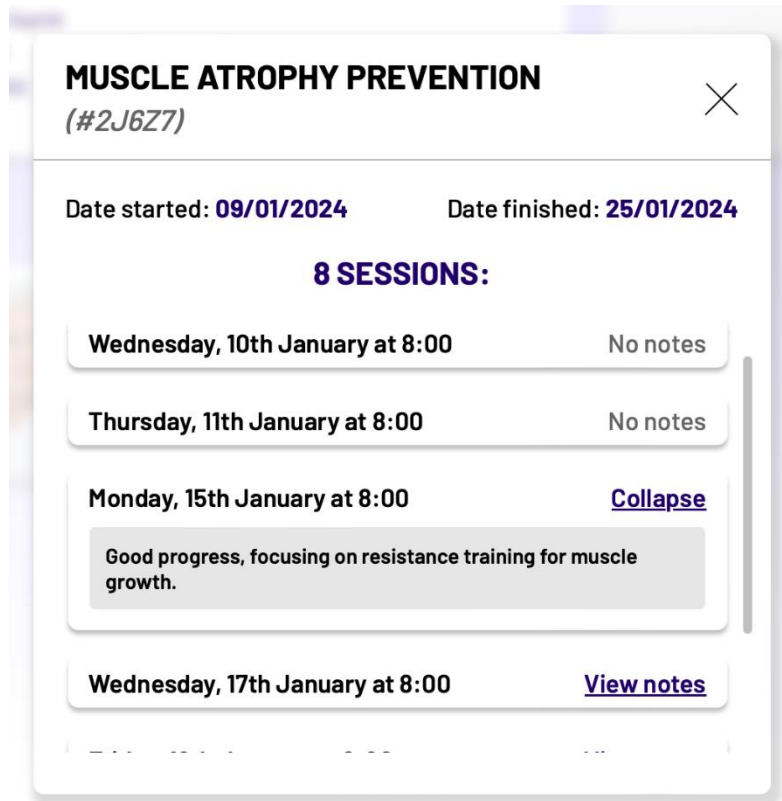 MUSCLE ATROPHY PREVENTION
(#2J6Z7)
Date started: 09/01/2024 Date finished: 25/01/2024
8 SESSIONS:
Wednesday, 10th January at 8:00 No notes
Thursday, 11th January at 8:00 No notes
Monday, 15th January at 8:00 Collapse
Good progress, focusing on resistance training for muscle
growth.
Wednesday, 17th January at 8:00 View notes